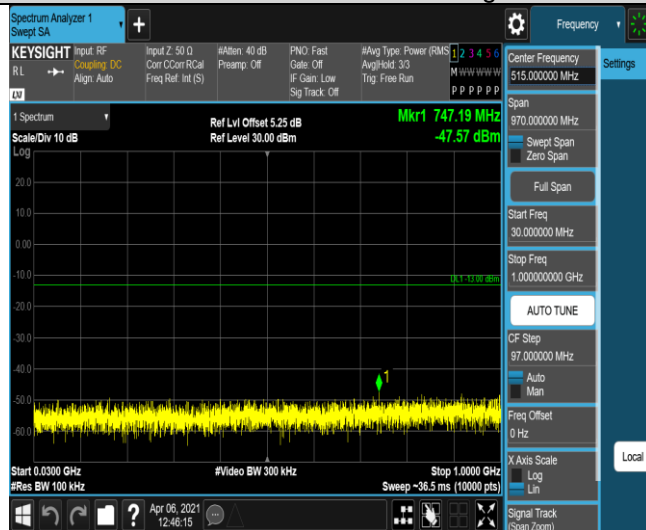 Spectrum Analyzer 1
Swept SA
Frequency
KEYSIGHT
RL
LXI
Input: RF
Coupling: DC
Align: Auto
Input Z: 50 Ω
Corr CCorr RCal
Freq Ref: Int (S)
#Atten: 40 dB
Preamp: Off
PNO: Fast
Gate: Off
IF Gain: Low
Sig Track: Off
#Avg Type: Power (RMS
Avg|Hold: 3/3
Trig: Free Run
1 2 3 4 5 6
M W W W W W
P P P P P P
Center Frequency
515.000000 MHz
Settings
1 Spectrum
Scale/Div 10 dB
Log
Ref Lvl Offset 5.25 dB
Ref Level 30.00 dBm
Mkr1 747.19 MHz
-47.57 dBm
20.0
10.0
0.00
-10.0
DL1 -13.00 dBm
-20.0
-30.0
-40.0
1
-50.0
-60.0
Start 0.0300 GHz
#Res BW 100 kHz
#Video BW 300 kHz
Stop 1.0000 GHz
Sweep ~36.5 ms (10000 pts)
Span
970.000000 MHz
Swept Span
Zero Span
Full Span
Start Freq
30.000000 MHz
Stop Freq
1.000000000 GHz
AUTO TUNE
CF Step
97.000000 MHz
Auto
Man
Freq Offset
0 Hz
X Axis Scale
Log
Lin
Local
Signal Track
(Span Zoom)
?
Apr 06, 2021
12:46:15